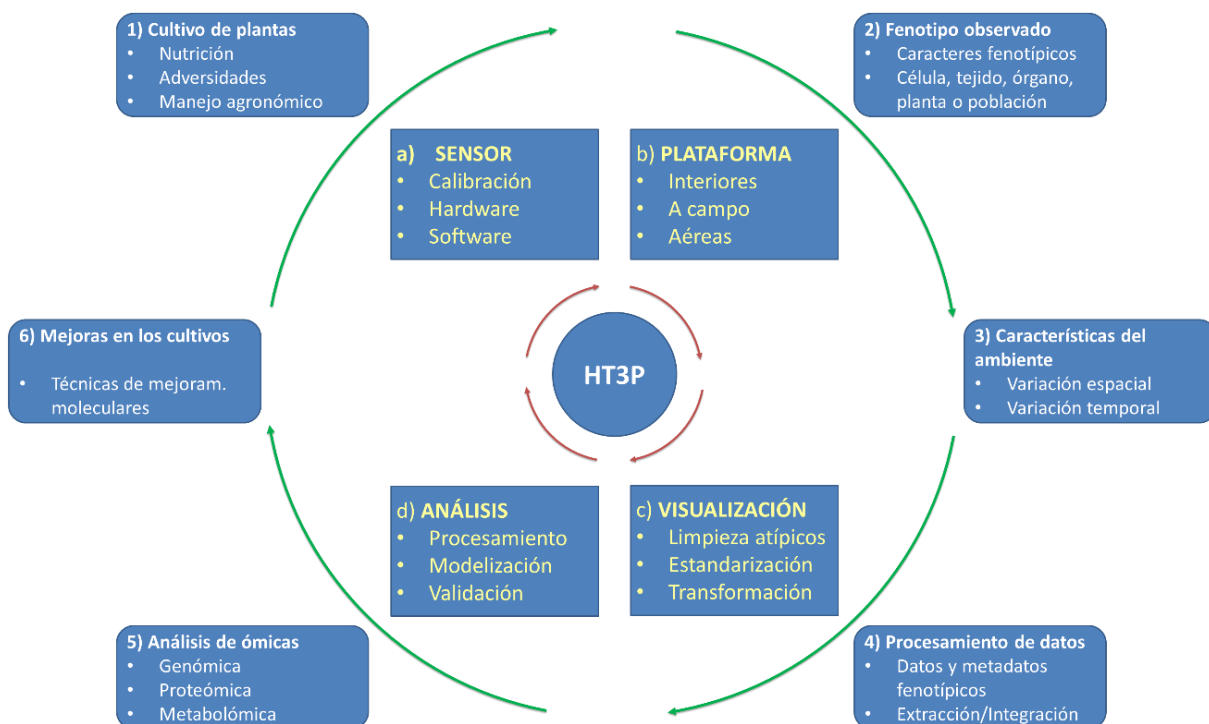 1) Cultivo de plantas
• Nutrición
• Adversidades
• Manejo agronómico
2) Fenotipo observado
• Caracteres fenotípicos
• Célula, tejido, órgano,
planta o población
a) SENSOR
• Calibración
• Hardware
• Software
b) PLATAFORMA
• Interiores
• A campo
• Aéreas
6) Mejoras en los cultivos
• Técnicas de mejoram.
moleculares
HT3P
3) Características del
ambiente
• Variación espacial
• Variación temporal
d) ANÁLISIS
• Procesamiento
• Modelización
• Validación
c) VISUALIZACIÓN
• Limpieza atípicos
• Estandarización
• Transformación
5) Análisis de ómicas
• Genómica
• Proteómica
• Metabolómica
4) Procesamiento de datos
• Datos y metadatos
fenotípicos
• Extracción/Integración